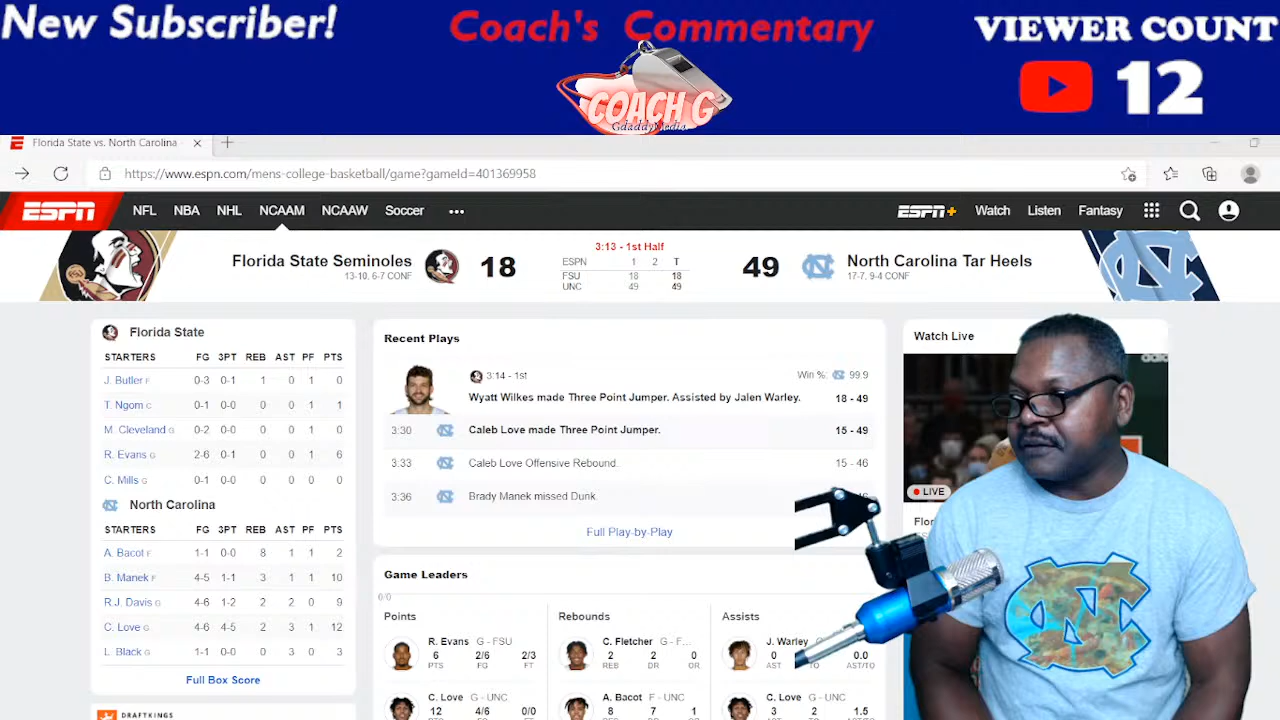 New Subscriber!
Coach's Commentary
VIEWER COUNT
12
COACH G
GdaddyMedia
Florida State vs. North Carolina
https://www.espn.com/mens-college-basketball/game?gameId=401369958
ESPN NFL NBA NHL NCAAM NCAAW Soccer ... ESPN+ Watch Listen Fantasy
Florida State Seminoles
13-10, 6-7 CONF
18
3:13 - 1st Half
ESPN 1 2 T
FSU 18 18
UNC 49 49
49
North Carolina Tar Heels
17-7, 9-4 CONF
Florida State
STARTERS FG 3PT REB AST PF PTS
J. Butler F 0-3 0-1 1 0 1 0
T. Ngom C 0-1 0-0 0 0 1 1
M. Cleveland G 0-2 0-0 0 0 1 0
R. Evans G 2-6 0-1 0 0 1 6
C. Mills G 0-1 0-0 0 0 0 0
North Carolina
STARTERS FG 3PT REB AST PF PTS
A. Bacot F 1-1 0-0 8 1 1 2
B. Manek F 4-5 1-1 3 1 1 10
R.J. Davis G 4-6 1-2 2 2 0 9
C. Love G 4-6 4-5 2 3 1 12
L. Black G 1-1 0-0 0 3 0 3
Full Box Score
DRAFTKINGS
Recent Plays
3:14 - 1st Win %: 99.9
Wyatt Wilkes made Three Point Jumper. Assisted by Jalen Warley. 18 - 49
3:30 Caleb Love made Three Point Jumper. 15 - 49
3:33 Caleb Love Offensive Rebound. 15 - 46
3:36 Brady Manek missed Dunk.
Full Play-by-Play
Game Leaders
0/0
Points
R. Evans G - FSU
6 2/6 2/3
PTS FG FT
C. Love G - UNC
12 4/6 0/0
Rebounds
C. Fletcher G - F...
2 2 0
REB DR OR
A. Bacot F - UNC
8 7 1
Assists
J. Warley G
0 0.0
AST TO AST/TO
C. Love G - UNC
3 2 1.5
Watch Live
LIVE